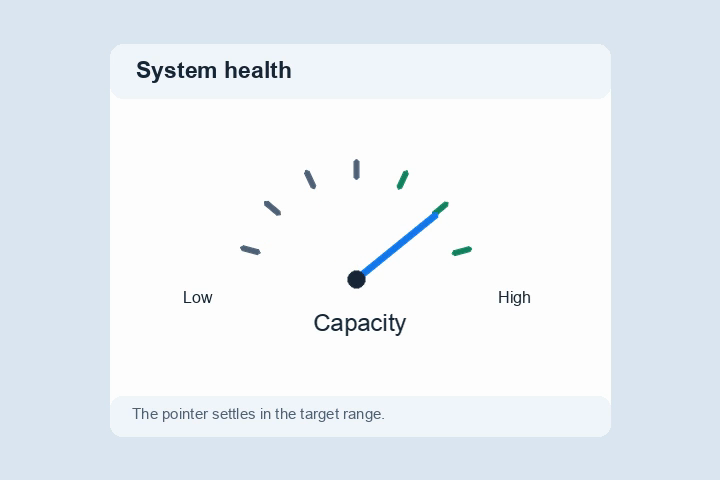 System health
Low
High
Capacity
The pointer settles in the target range.